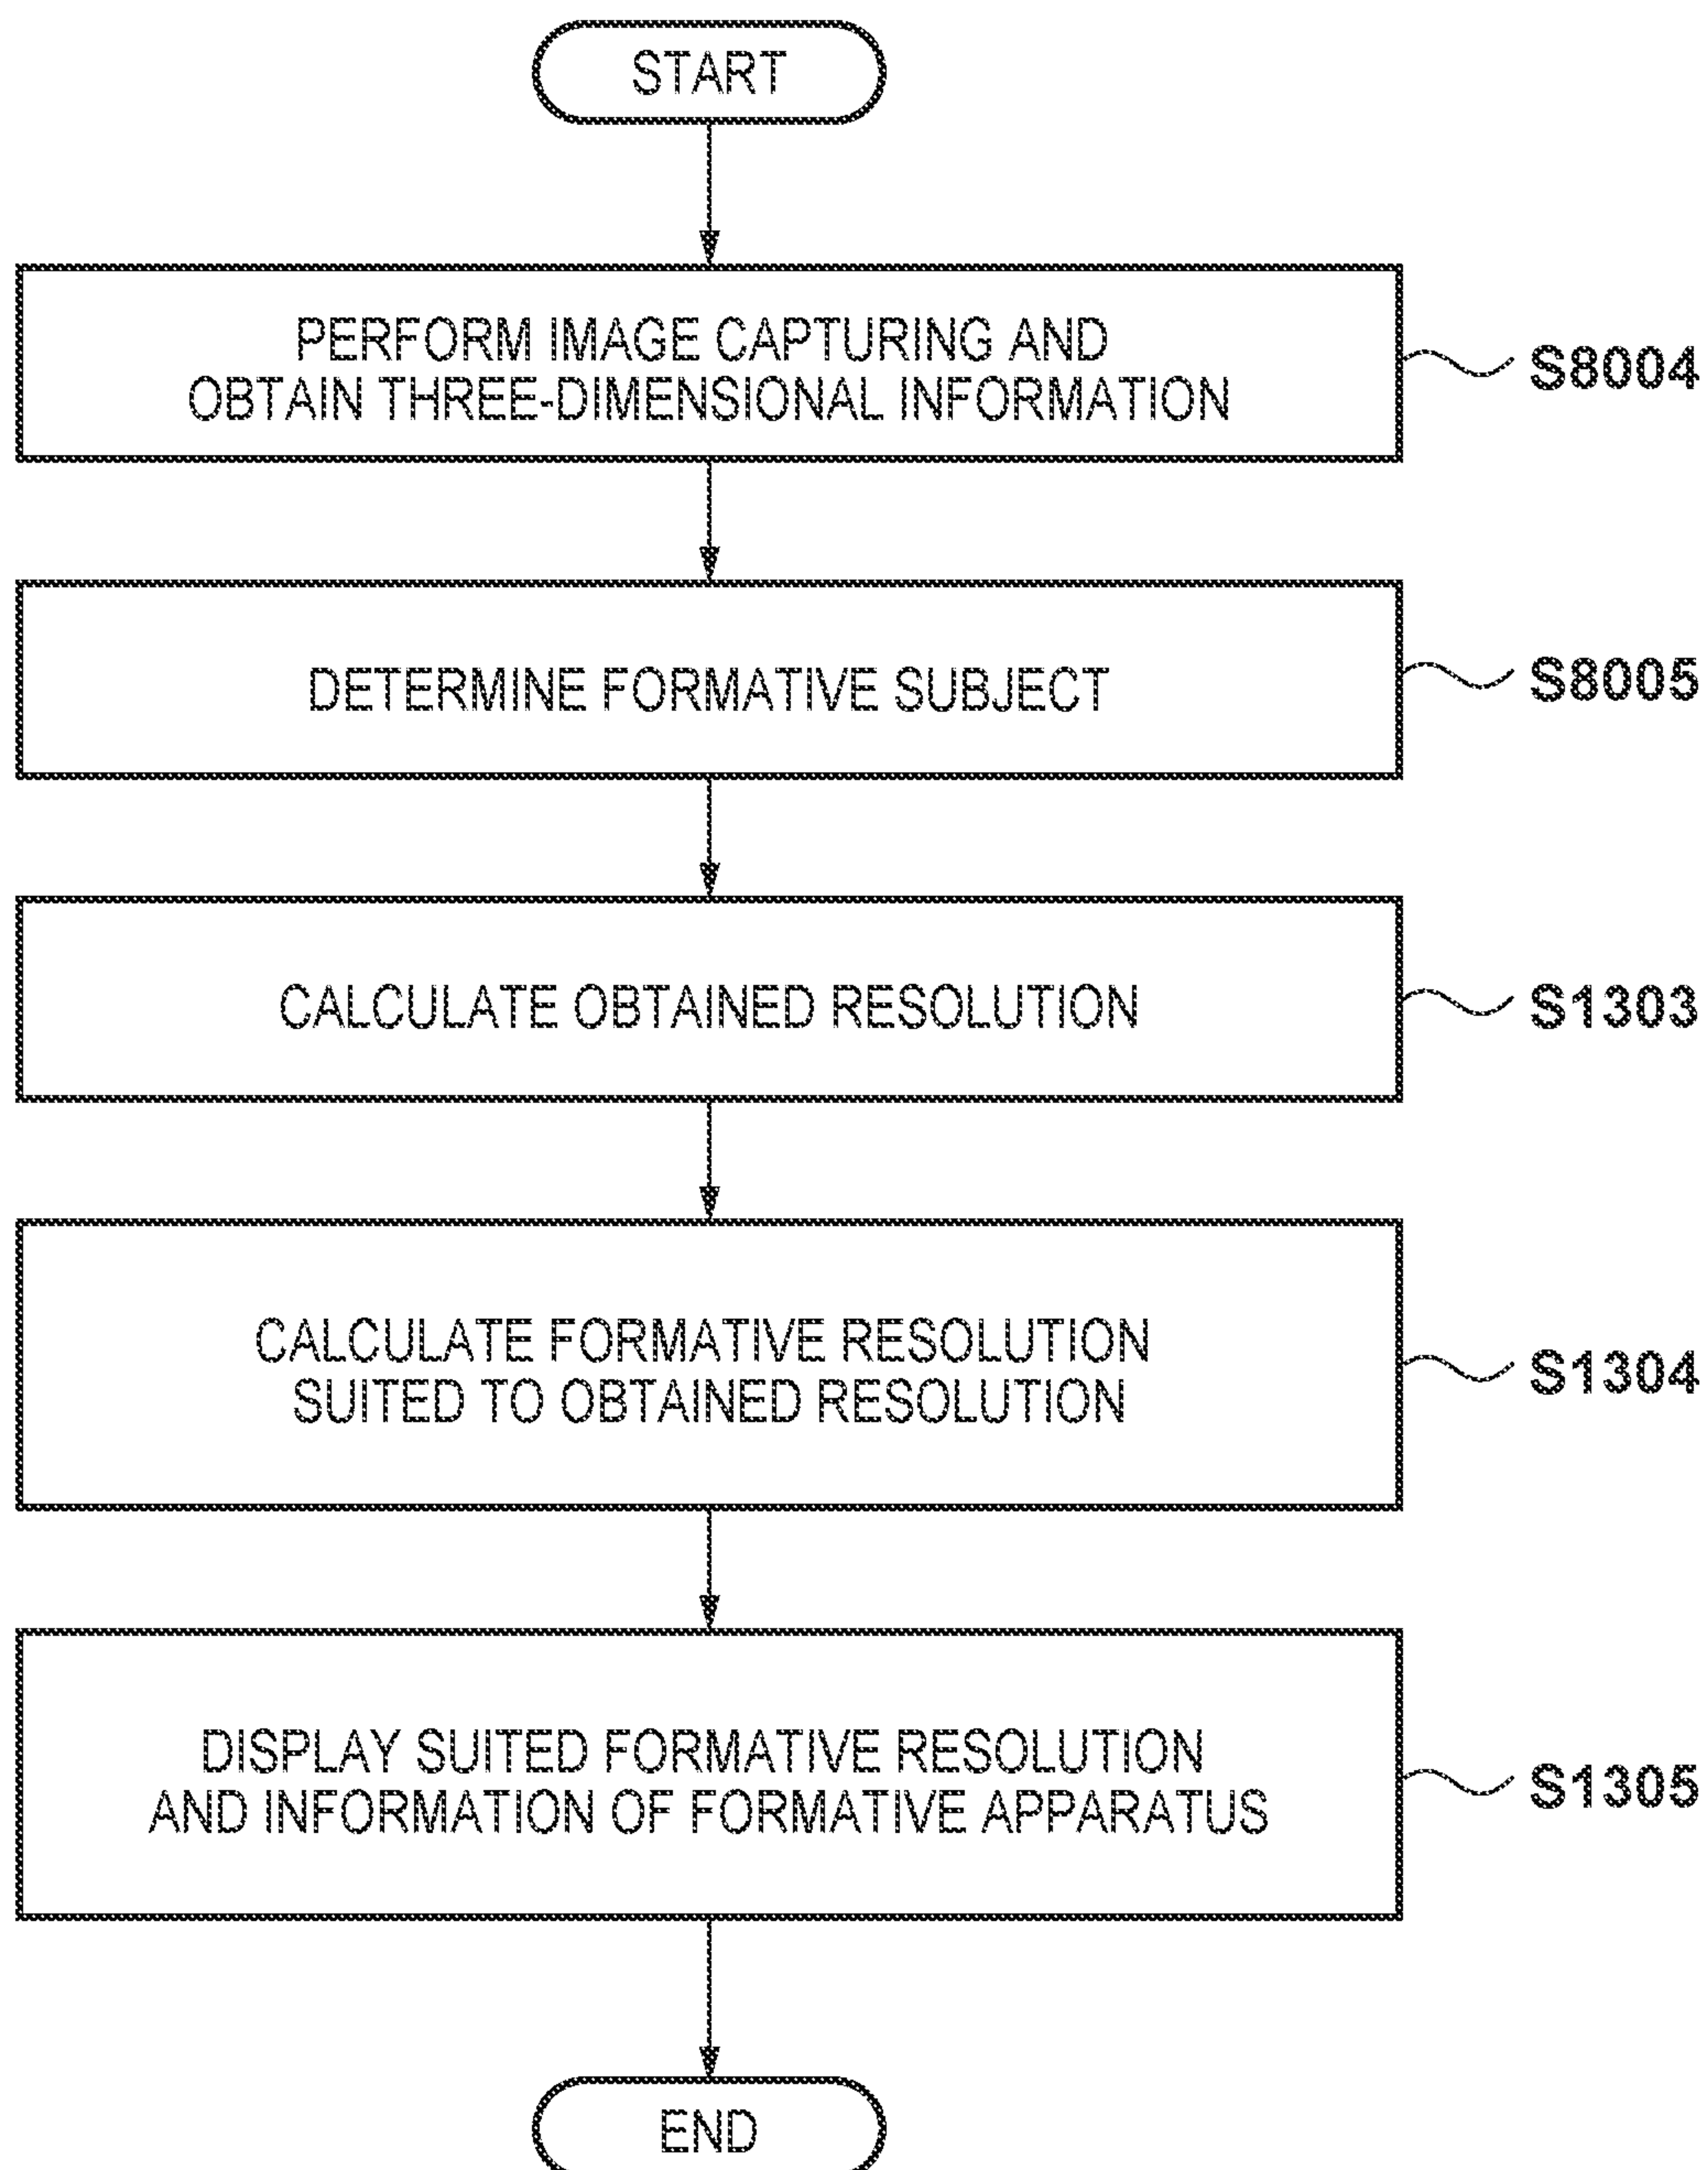 START
PERFORM IMAGE CAPTURING AND
OBTAIN THREE-DIMENSIONAL INFORMATION
S8004
DETERMINE FORMATIVE SUBJECT
S8005
CALCULATE OBTAINED RESOLUTION
S1303
CALCULATE FORMATIVE RESOLUTION
SUITED TO OBTAINED RESOLUTION
S1304
DISPLAY SUITED FORMATIVE RESOLUTION
AND INFORMATION OF FORMATIVE APPARATUS
S1305
END